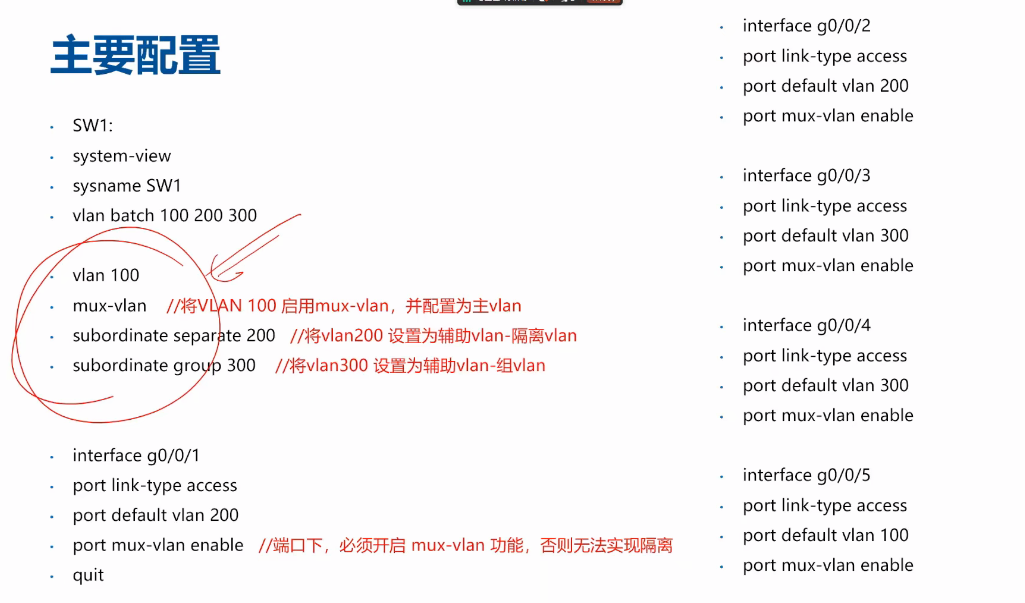 主要配置
SW1:
system-view
sysname SW1
vlan batch 100 200 300
vlan 100
mux-vlan //将VLAN 100 启用mux-vlan，并配置为主vlan
subordinate separate 200 //将vlan200 设置为辅助vlan-隔离vlan
subordinate group 300 //将vlan300 设置为辅助vlan-组vlan
interface g0/0/1
port link-type access
port default vlan 200
port mux-vlan enable //端口下，必须开启 mux-vlan 功能，否则无法实现隔离
quit
interface g0/0/2
port link-type access
port default vlan 200
port mux-vlan enable
interface g0/0/3
port link-type access
port default vlan 300
port mux-vlan enable
interface g0/0/4
port link-type access
port default vlan 300
port mux-vlan enable
interface g0/0/5
port link-type access
port default vlan 100
port mux-vlan enable